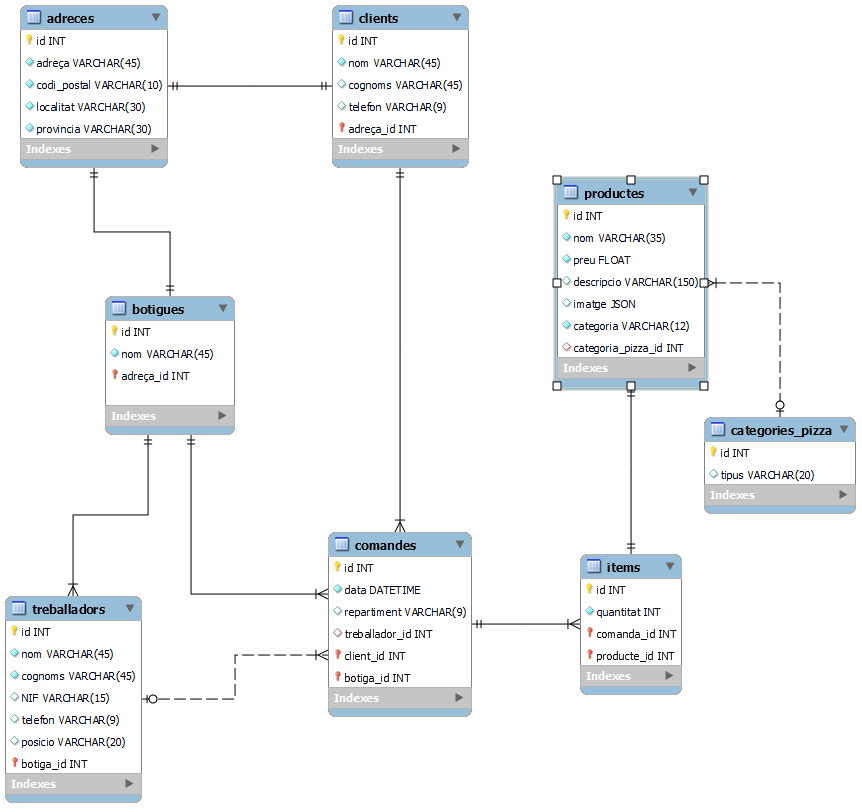 adreces
id INT
adreça VARCHAR(45)
codi_postal VARCHAR(10)
localitat VARCHAR(30)
provincia VARCHAR(30)
Indexes
clients
id INT
nom VARCHAR(45)
cognoms VARCHAR(45)
telefon VARCHAR(9)
adreça_id INT
Indexes
productes
id INT
nom VARCHAR(35)
preu FLOAT
descripcio VARCHAR(150)
imatge JSON
categoria VARCHAR(12)
categoria_pizza_id INT
Indexes
botigues
id INT
nom VARCHAR(45)
adreça_id INT
Indexes
categories_pizza
id INT
tipus VARCHAR(20)
Indexes
comandes
id INT
data DATETIME
repartiment VARCHAR(9)
treballador_id INT
client_id INT
botiga_id INT
Indexes
items
id INT
quantitat INT
comanda_id INT
producte_id INT
Indexes
treballadors
id INT
nom VARCHAR(45)
cognoms VARCHAR(45)
NIF VARCHAR(15)
telefon VARCHAR(9)
posicio VARCHAR(20)
botiga_id INT
Indexes